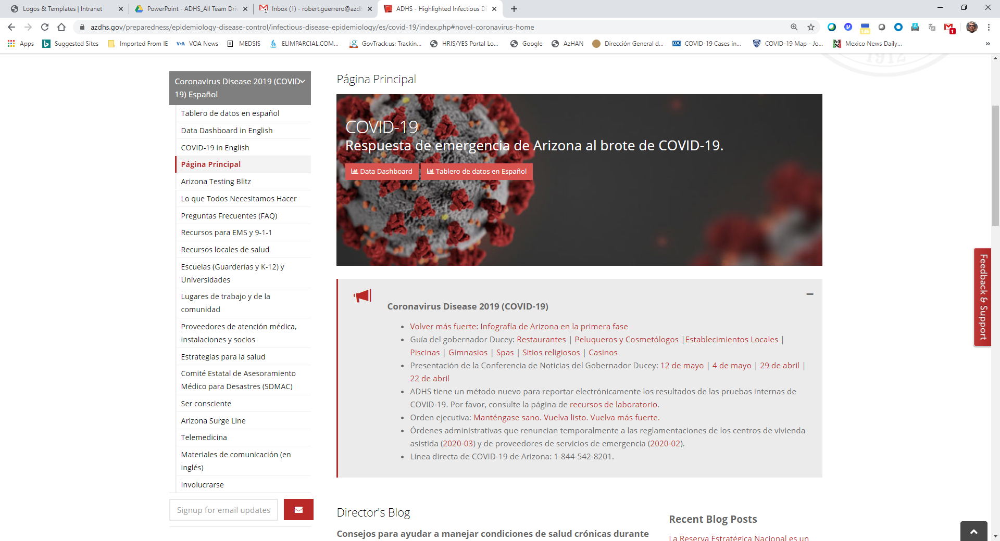 Logos & Templates | Intranet
PowerPoint - ADHS_All Team Dri
Inbox (1) - robert.guerrero@azdh
ADHS - Highlighted Infectious D
azdhs.gov/preparedness/epidemiology-disease-control/infectious-disease-epidemiology/es/covid-19/index.php#novel-coronavirus-home
Apps
Suggested Sites
Imported From IE
VOA News
MEDSIS
ELIMPARCIAL.COM...
GovTrack.us: Trackin...
HRIS/YES Portal Lo...
Google
AzHAN
Dirección General d...
CDC
COVID-19 Cases in...
COVID-19 Map - Jo...
Mexico News Daily...
1912
Coronavirus Disease 2019 (COVID-
19) Español
Tablero de datos en español
Data Dashboard in English
COVID-19 in English
Página Principal
Arizona Testing Blitz
Lo que Todos Necesitamos Hacer
Preguntas Frecuentes (FAQ)
Recursos para EMS y 9-1-1
Recursos locales de salud
Escuelas (Guarderías y K-12) y
Universidades
Lugares de trabajo y de la
comunidad
Proveedores de atención médica,
instalaciones y socios
Estrategias para la salud
Comité Estatal de Asesoramiento
Médico para Desastres (SDMAC)
Ser consciente
Arizona Surge Line
Telemedicina
Materiales de comunicación (en
inglés)
Involucrarse
Signup for email updates
Página Principal
COVID-19
Respuesta de emergencia de Arizona al brote de COVID-19.
Data Dashboard
Tablero de datos en Español
Coronavirus Disease 2019 (COVID-19)
• Volver más fuerte: Infografía de Arizona en la primera fase
• Guía del gobernador Ducey: Restaurantes | Peluqueros y Cosmetólogos |Establecimientos Locales |
Piscinas | Gimnasios | Spas | Sitios religiosos | Casinos
• Presentación de la Conferencia de Noticias del Gobernador Ducey: 12 de mayo | 4 de mayo | 29 de abril |
22 de abril
• ADHS tiene un método nuevo para reportar electrónicamente los resultados de las pruebas internas de
COVID-19. Por favor, consulte la página de recursos de laboratorio.
• Orden ejecutiva: Manténgase sano. Vuelva listo. Vuelva más fuerte.
• Órdenes administrativas que renuncian temporalmente a las reglamentaciones de los centros de vivienda
asistida (2020-03) y de proveedores de servicios de emergencia (2020-02).
• Línea directa de COVID-19 de Arizona: 1-844-542-8201.
Director's Blog
Consejos para ayudar a manejar condiciones de salud crónicas durante
Recent Blog Posts
La Reserva Estratégica Nacional es un
Feedback & Support